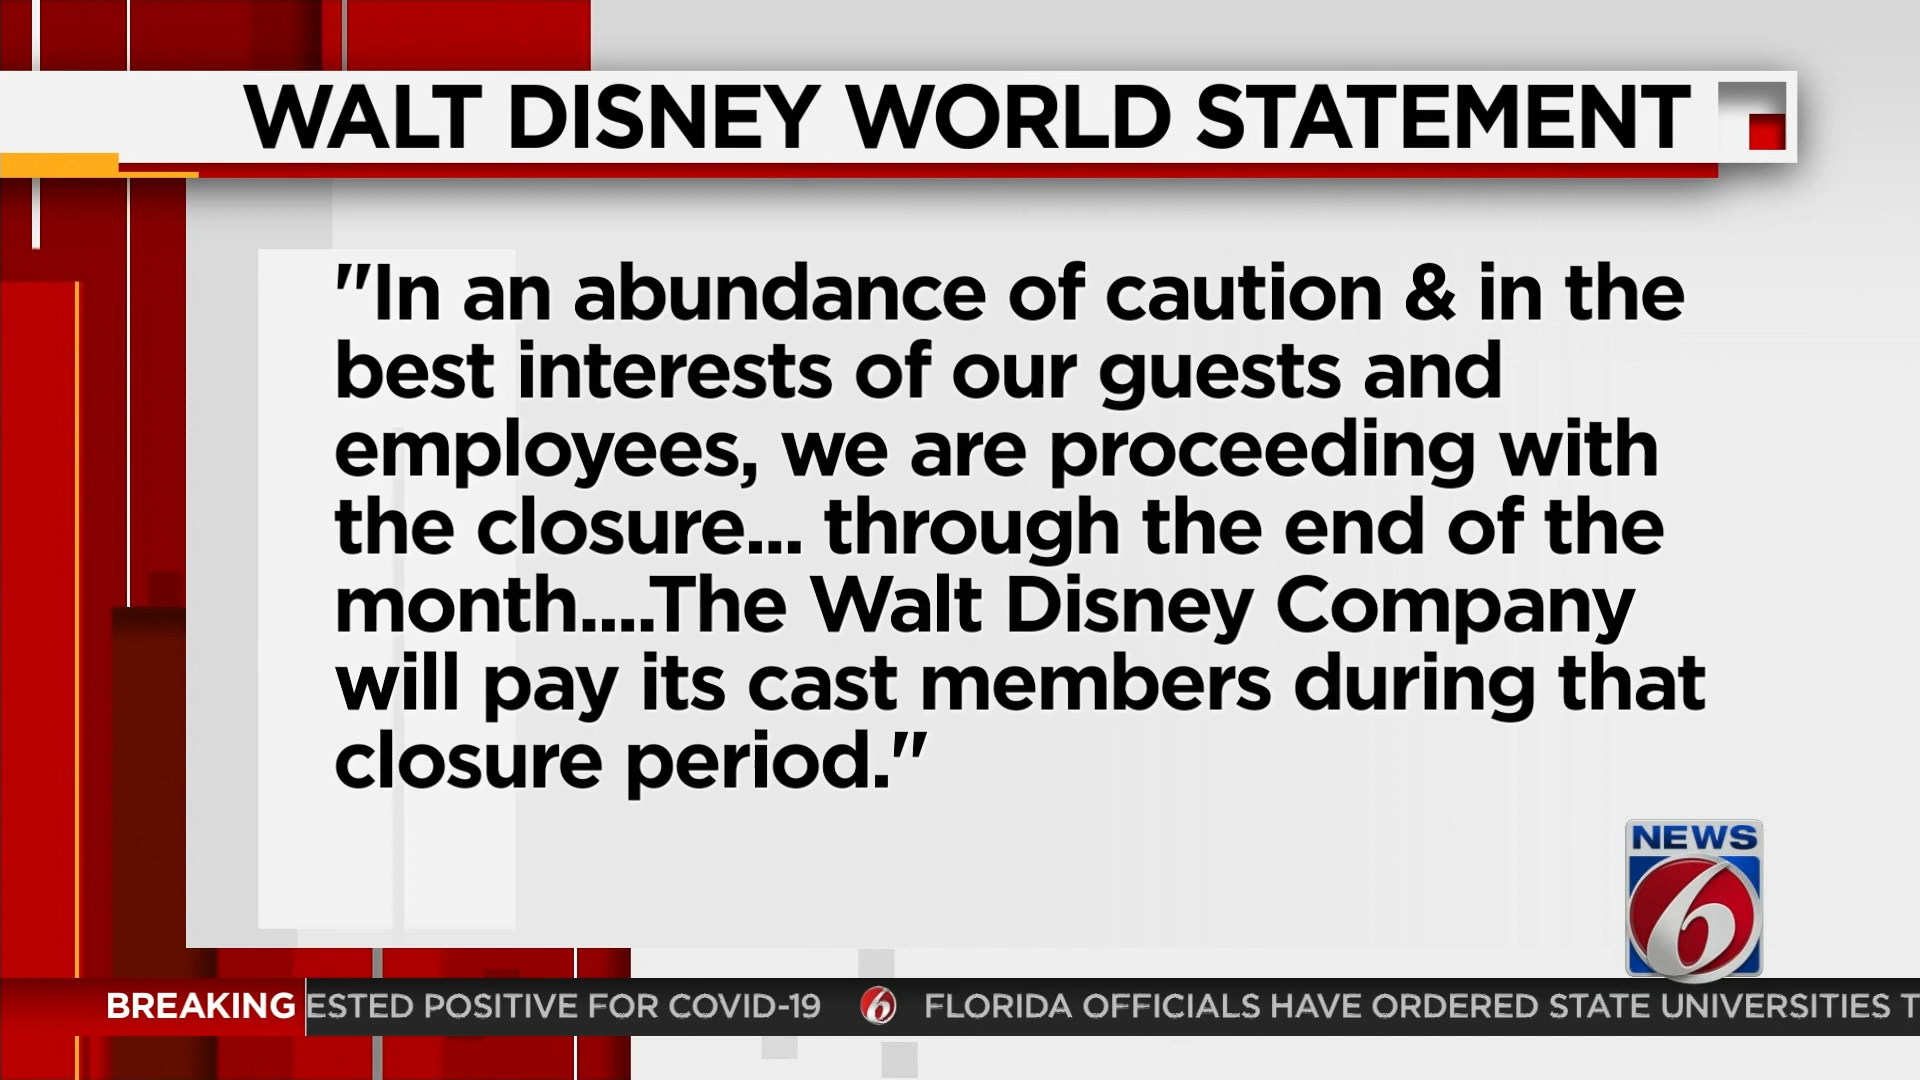 WALT DISNEY WORLD STATEMENT
"In an abundance of caution & in the
best interests of our guests and
employees, we are proceeding with
the closure... through the end of the
month....The Walt Disney Company
will pay its cast members during that
closure period."
NEWS
6
BREAKING ESTED POSITIVE FOR COVID-19 6 FLORIDA OFFICIALS HAVE ORDERED STATE UNIVERSITIES T